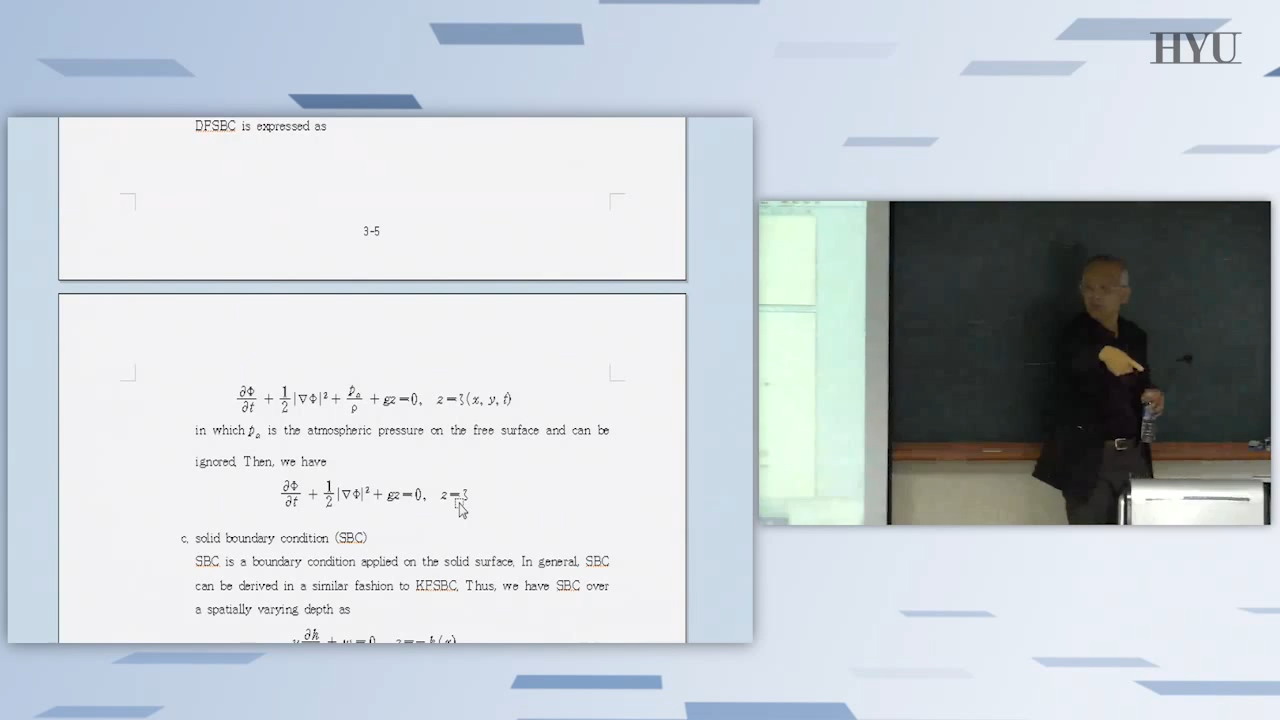 HYU
DFSBC is expressed as
3-5
∂Φ/∂t + 1/2|∇Φ|² + pₐ/ρ + gz=0, z=ζ(x, y, t)
in which pₐ is the atmospheric pressure on the free surface and can be
ignored. Then, we have
∂Φ/∂t + 1/2|∇Φ|² + gz=0, z=ζ
c. solid boundary condition (SBC)
SBC is a boundary condition applied on the solid surface. In general, SBC
can be derived in a similar fashion to KFSBC. Thus, we have SBC over
a spatially varying depth as
u ∂h + w=0, z=-h(x)